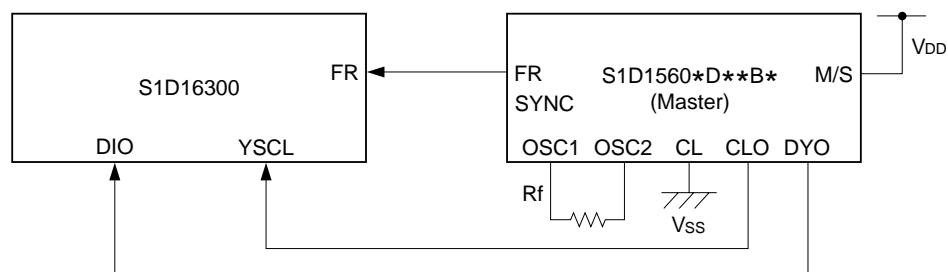 S1D16300
FR
DIO
YSCL
FR
SYNC
S1D1560*D**B*
(Master)
M/S
VDD
OSC1
OSC2
CL
CLO
DYO
Rf
VSS